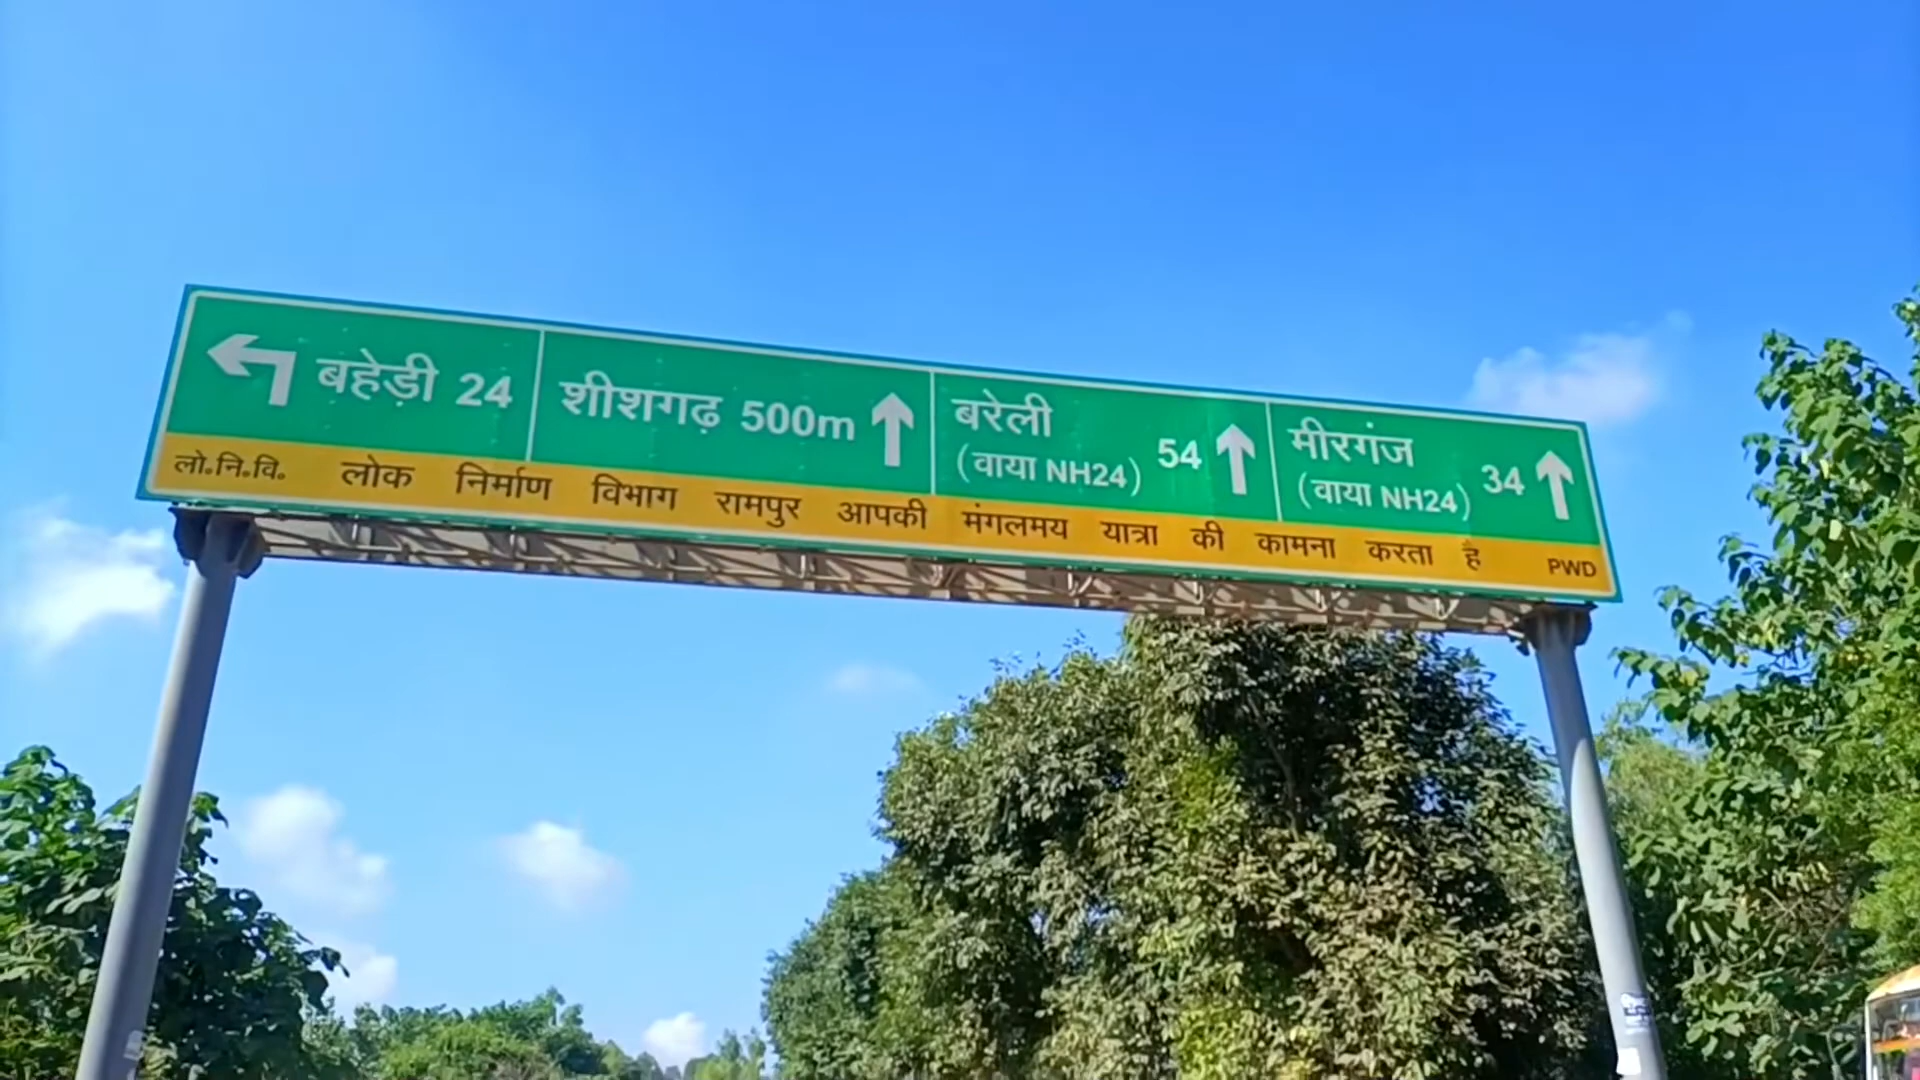 बहेड़ी 24
शीशगढ़ 500m
बरेली
(वाया NH24) 54
मीरगंज
(वाया NH24) 34
लो॰नि॰वि॰ लोक निर्माण विभाग रामपुर आपकी मंगलमय यात्रा की कामना करता है PWD